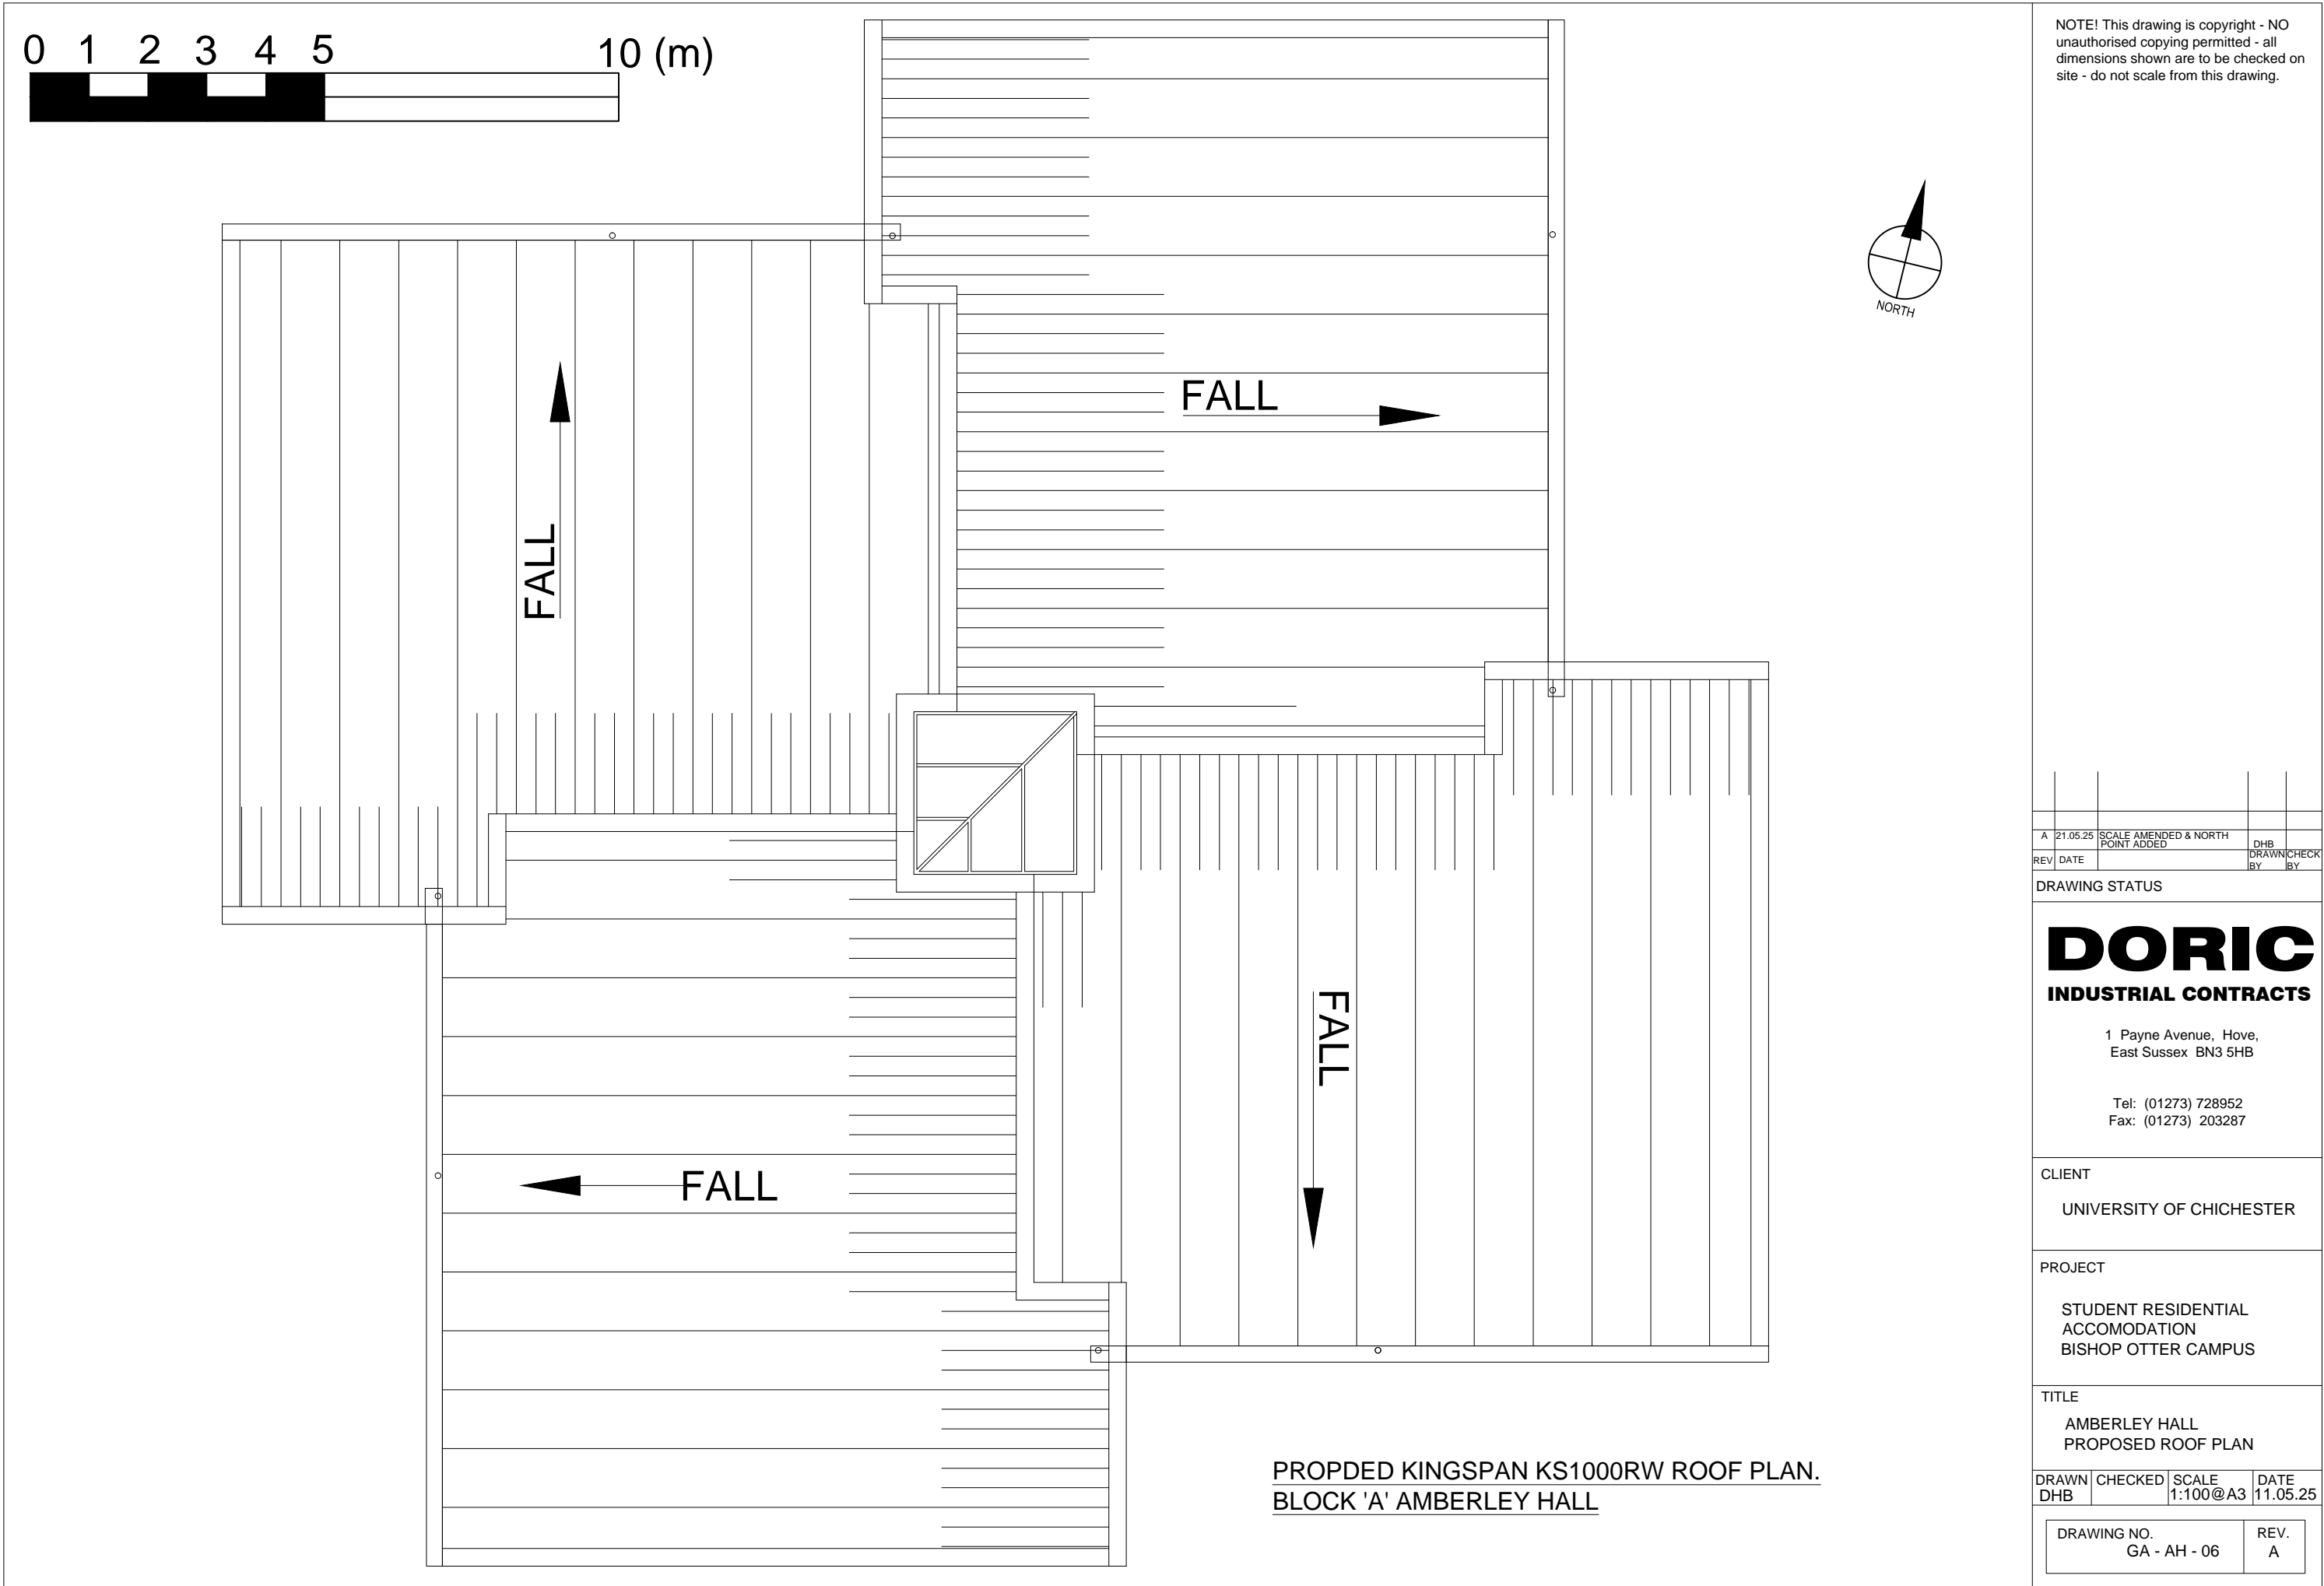 0 1 2 3 4 5 10 (m)
FALL
FALL
FALL
FALL
NORTH
PROPDED KINGSPAN KS1000RW ROOF PLAN.
BLOCK 'A' AMBERLEY HALL
NOTE! This drawing is copyright - NO
unauthorised copying permitted - all
dimensions shown are to be checked on
site - do not scale from this drawing.
A 21.05.25 SCALE AMENDED & NORTH
POINT ADDED DHB
REV DATE DRAWN CHECK
BY BY
DRAWING STATUS
DORIC
INDUSTRIAL CONTRACTS
1 Payne Avenue, Hove,
East Sussex BN3 5HB
Tel: (01273) 728952
Fax: (01273) 203287
CLIENT
UNIVERSITY OF CHICHESTER
PROJECT
STUDENT RESIDENTIAL
ACCOMODATION
BISHOP OTTER CAMPUS
TITLE
AMBERLEY HALL
PROPOSED ROOF PLAN
DRAWN CHECKED SCALE DATE
DHB 1:100@A3 11.05.25
DRAWING NO. REV.
GA - AH - 06 A